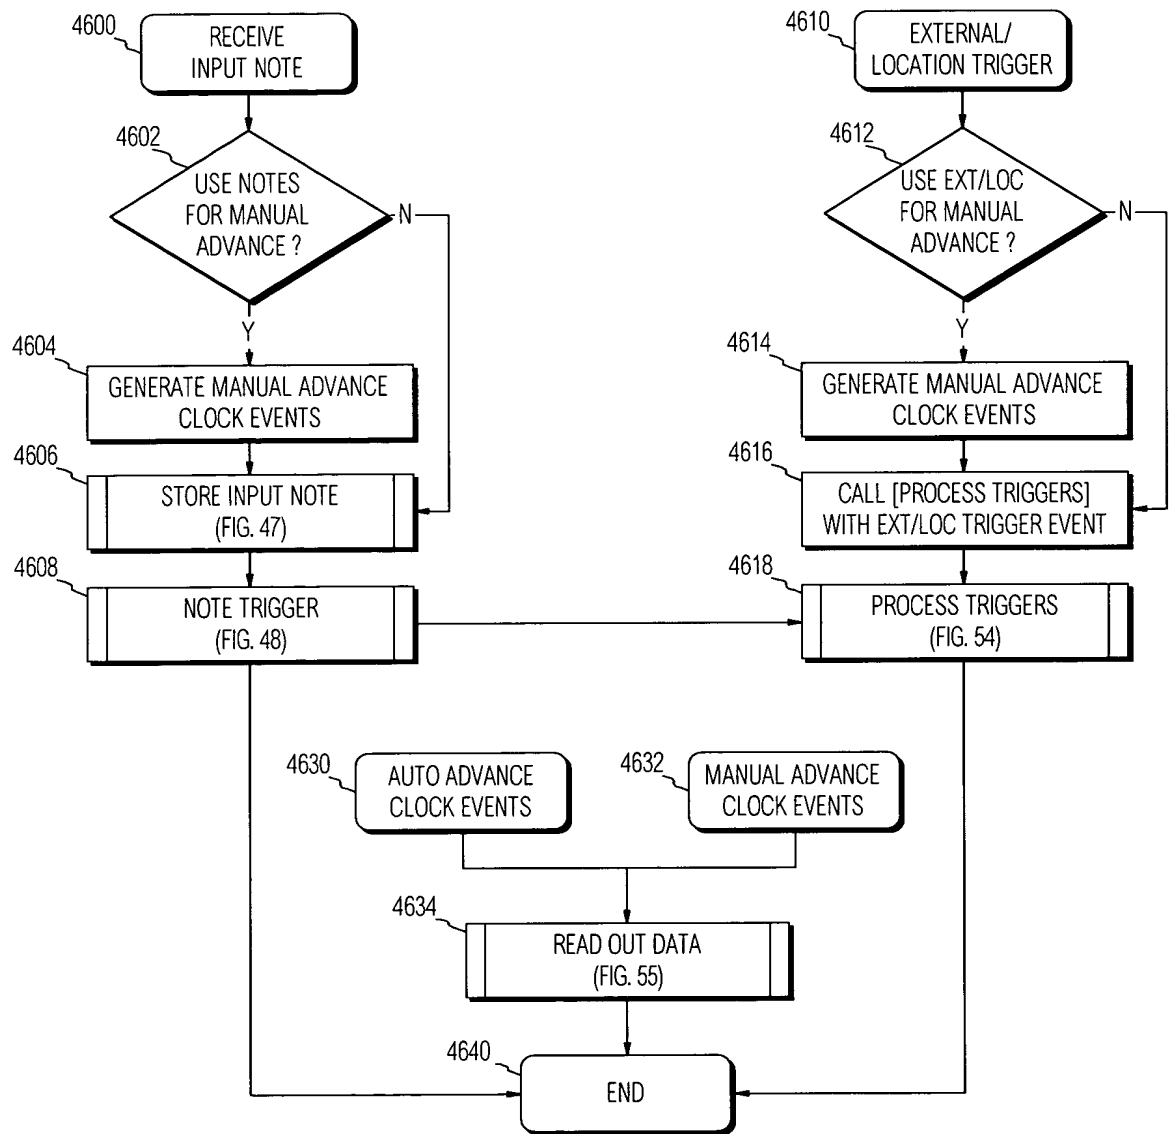 4600
RECEIVE
INPUT NOTE
4602
USE NOTES
FOR MANUAL
ADVANCE ?
N
Y
4604
GENERATE MANUAL ADVANCE
CLOCK EVENTS
4606
STORE INPUT NOTE
(FIG. 47)
4608
NOTE TRIGGER
(FIG. 48)
4610
EXTERNAL/
LOCATION TRIGGER
4612
USE EXT/LOC
FOR MANUAL
ADVANCE ?
N
Y
4614
GENERATE MANUAL ADVANCE
CLOCK EVENTS
4616
CALL [PROCESS TRIGGERS]
WITH EXT/LOC TRIGGER EVENT
4618
PROCESS TRIGGERS
(FIG. 54)
4630
AUTO ADVANCE
CLOCK EVENTS
4632
MANUAL ADVANCE
CLOCK EVENTS
4634
READ OUT DATA
(FIG. 55)
4640
END